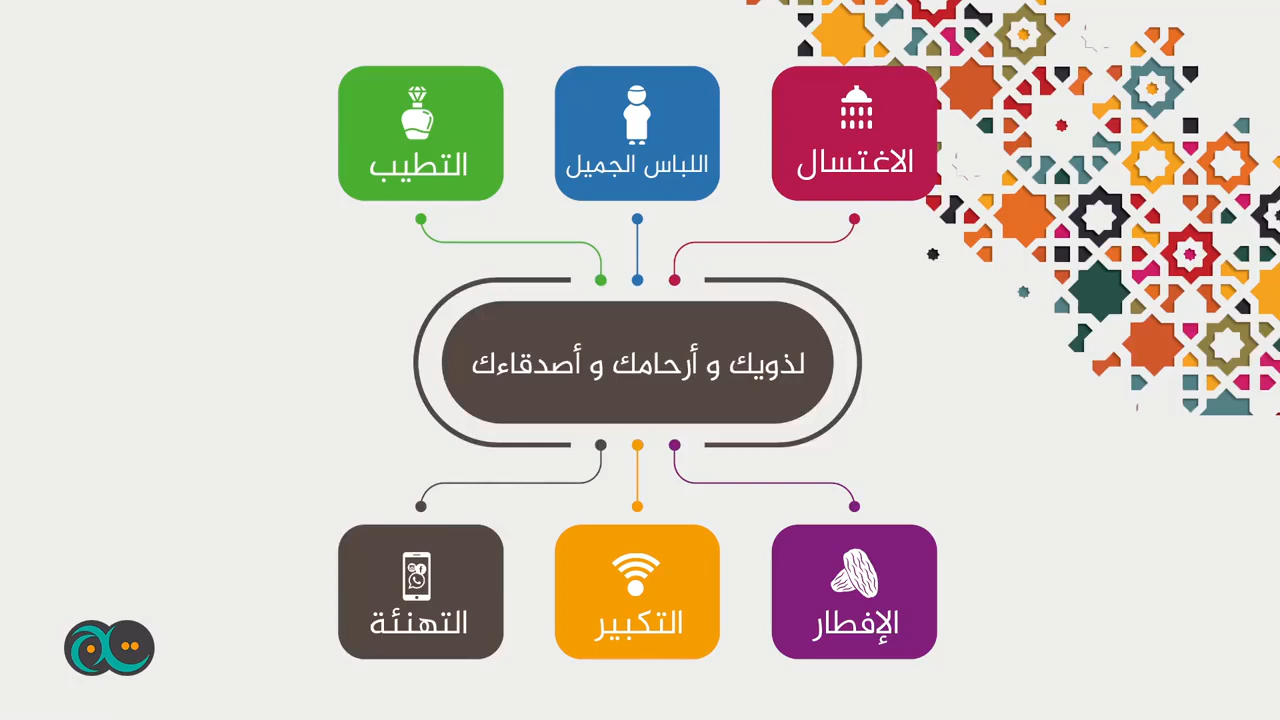 الاغتسال
اللباس الجميل
التطيب
لذويك و أرحامك و أصدقاءك
الإفطار
التكبير
التهنئة